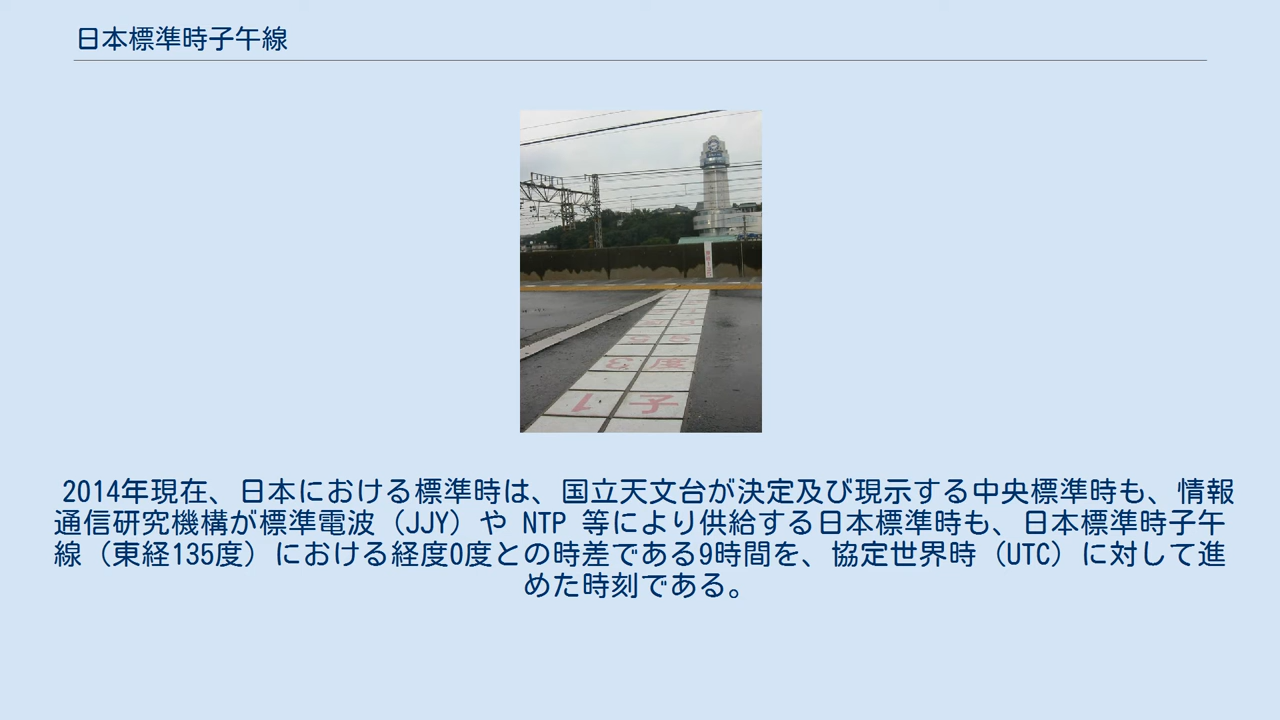 日本標準時子午線
1 子
3 度
5
2014年現在、日本における標準時は、国立天文台が決定及び現示する中央標準時も、情報
通信研究機構が標準電波（JJY）や NTP 等により供給する日本標準時も、日本標準時子午
線（東経135度）における経度0度との時差である9時間を、協定世界時（UTC）に対して進
めた時刻である。